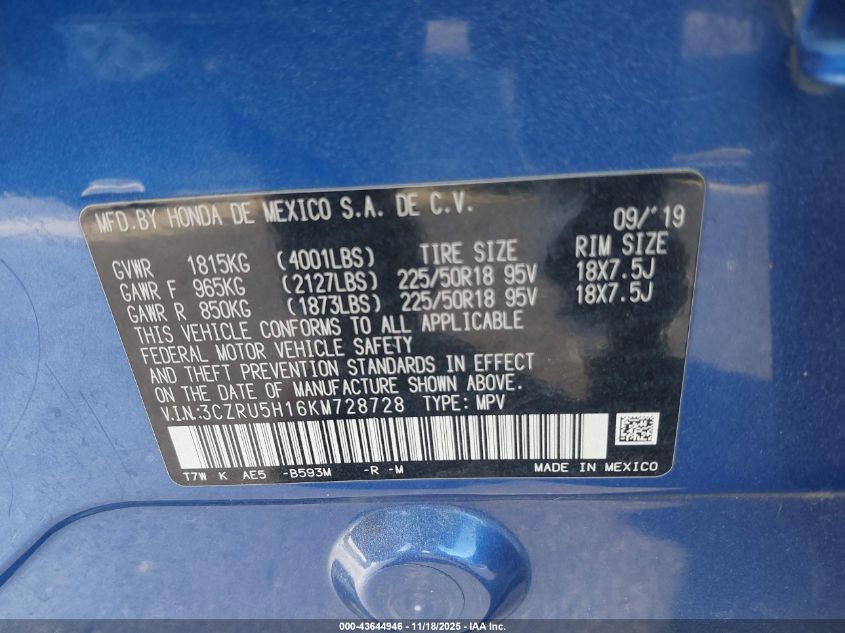 MFD.BY HONDA DE MEXICO S.A. DE C.V. 09/'19
GVWR 1815KG (4001LBS) TIRE SIZE RIM SIZE
GAWR F 965KG (2127LBS) 225/50R18 95V 18X7.5J
GAWR R 850KG (1873LBS) 225/50R18 95V 18X7.5J
THIS VEHICLE CONFORMS TO ALL APPLICABLE
FEDERAL MOTOR VEHICLE SAFETY
AND THEFT PREVENTION STANDARDS IN EFFECT
ON THE DATE OF MANUFACTURE SHOWN ABOVE.
V.IN:3CZRU5H16KM728728 TYPE: MPV
T7W K AE5 -B593M -R -M MADE IN MEXICO
000-43644946 - 11/18/2025 - IAA Inc.